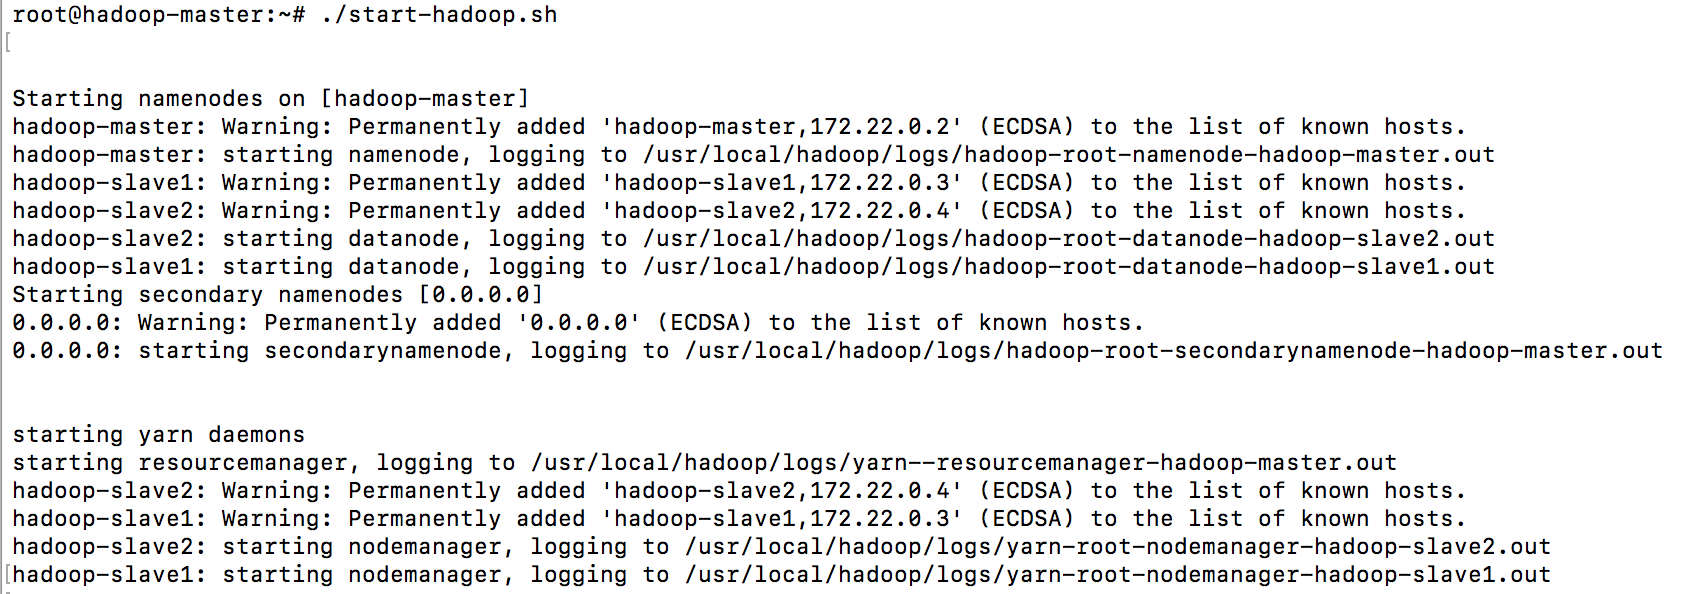 root@hadoop-master:~# ./start-hadoop.sh
[
Starting namenodes on [hadoop-master]
hadoop-master: Warning: Permanently added 'hadoop-master,172.22.0.2' (ECDSA) to the list of known hosts.
hadoop-master: starting namenode, logging to /usr/local/hadoop/logs/hadoop-root-namenode-hadoop-master.out
hadoop-slave1: Warning: Permanently added 'hadoop-slave1,172.22.0.3' (ECDSA) to the list of known hosts.
hadoop-slave2: Warning: Permanently added 'hadoop-slave2,172.22.0.4' (ECDSA) to the list of known hosts.
hadoop-slave2: starting datanode, logging to /usr/local/hadoop/logs/hadoop-root-datanode-hadoop-slave2.out
hadoop-slave1: starting datanode, logging to /usr/local/hadoop/logs/hadoop-root-datanode-hadoop-slave1.out
Starting secondary namenodes [0.0.0.0]
0.0.0.0: Warning: Permanently added '0.0.0.0' (ECDSA) to the list of known hosts.
0.0.0.0: starting secondarynamenode, logging to /usr/local/hadoop/logs/hadoop-root-secondarynamenode-hadoop-master.out
starting yarn daemons
starting resourcemanager, logging to /usr/local/hadoop/logs/yarn--resourcemanager-hadoop-master.out
hadoop-slave2: Warning: Permanently added 'hadoop-slave2,172.22.0.4' (ECDSA) to the list of known hosts.
hadoop-slave1: Warning: Permanently added 'hadoop-slave1,172.22.0.3' (ECDSA) to the list of known hosts.
hadoop-slave2: starting nodemanager, logging to /usr/local/hadoop/logs/yarn-root-nodemanager-hadoop-slave2.out
[hadoop-slave1: starting nodemanager, logging to /usr/local/hadoop/logs/yarn-root-nodemanager-hadoop-slave1.out